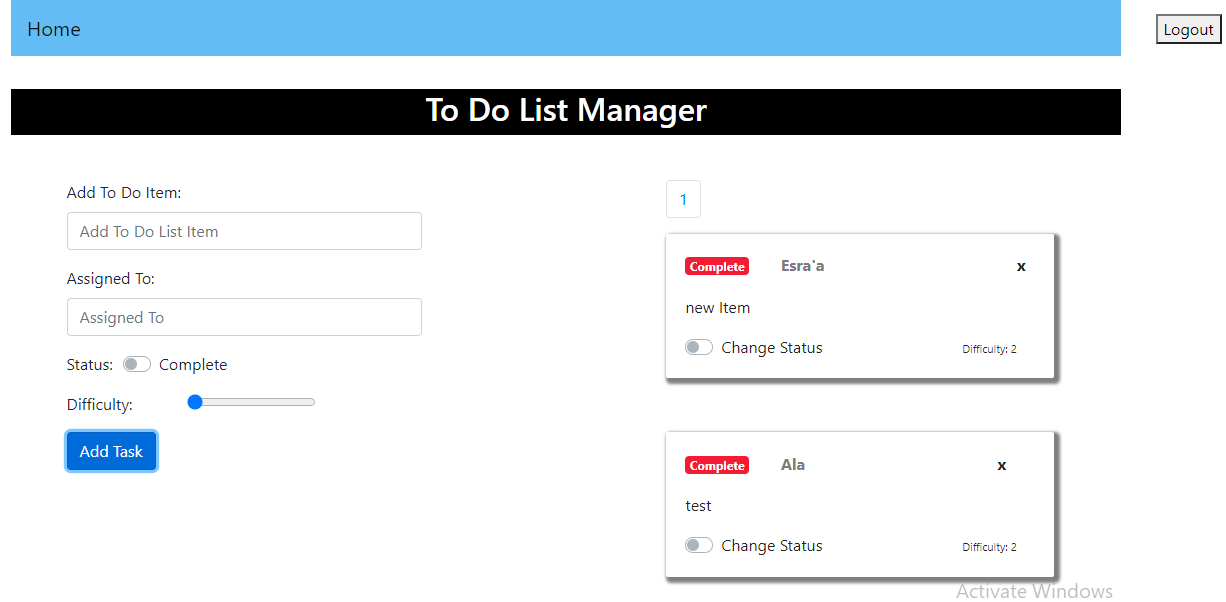 Home
Logout
To Do List Manager
Add To Do Item:
Add To Do List Item
Assigned To:
Assigned To
Status: Complete
Difficulty:
Add Task
1
Complete Esra'a x
new Item
Change Status Difficulty: 2
Complete Ala x
test
Change Status Difficulty: 2
Activate Windows